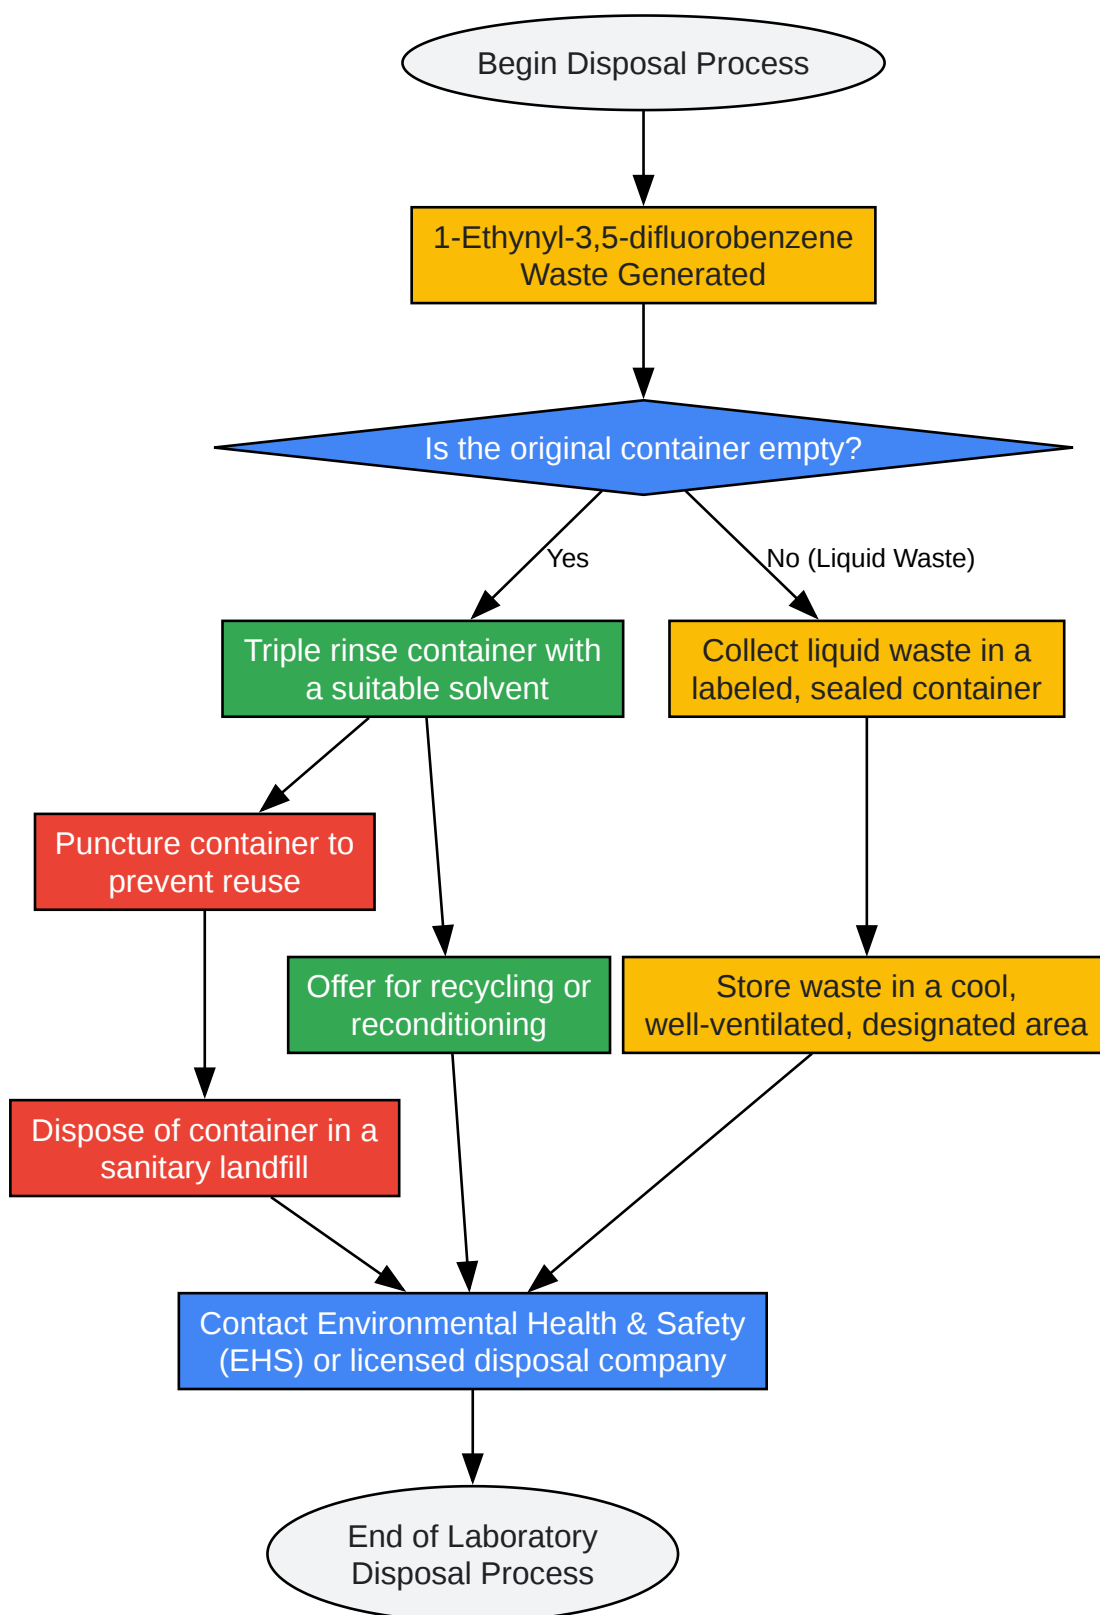 Begin Disposal Process
1-Ethynyl-3,5-difluorobenzene
Waste Generated
Is the original container empty?
Yes
No (Liquid Waste)
Triple rinse container with
a suitable solvent
Collect liquid waste in a
labeled, sealed container
Puncture container to
prevent reuse
Offer for recycling or
reconditioning
Store waste in a cool,
well-ventilated, designated area
Dispose of container in a
sanitary landfill
Contact Environmental Health & Safety
(EHS) or licensed disposal company
End of Laboratory
Disposal Process